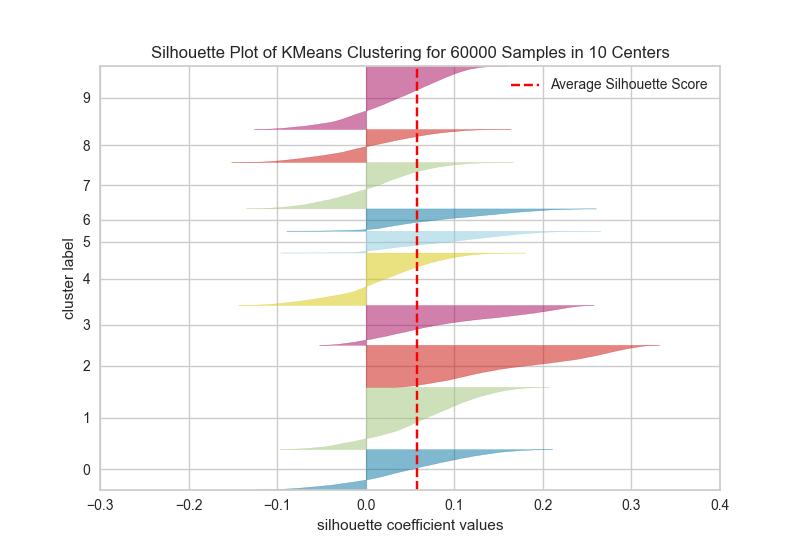 Silhouette Plot of KMeans Clustering for 60000 Samples in 10 Centers
Average Silhouette Score
9
8
7
6
5
4
3
2
1
0
cluster label
−0.3 −0.2 −0.1 0.0 0.1 0.2 0.3 0.4
silhouette coefficient values